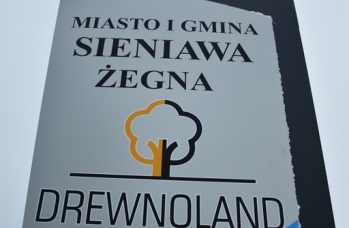 MIASTO I GMINA
SIENIAWA
ŻEGNA
DREWNOLAND